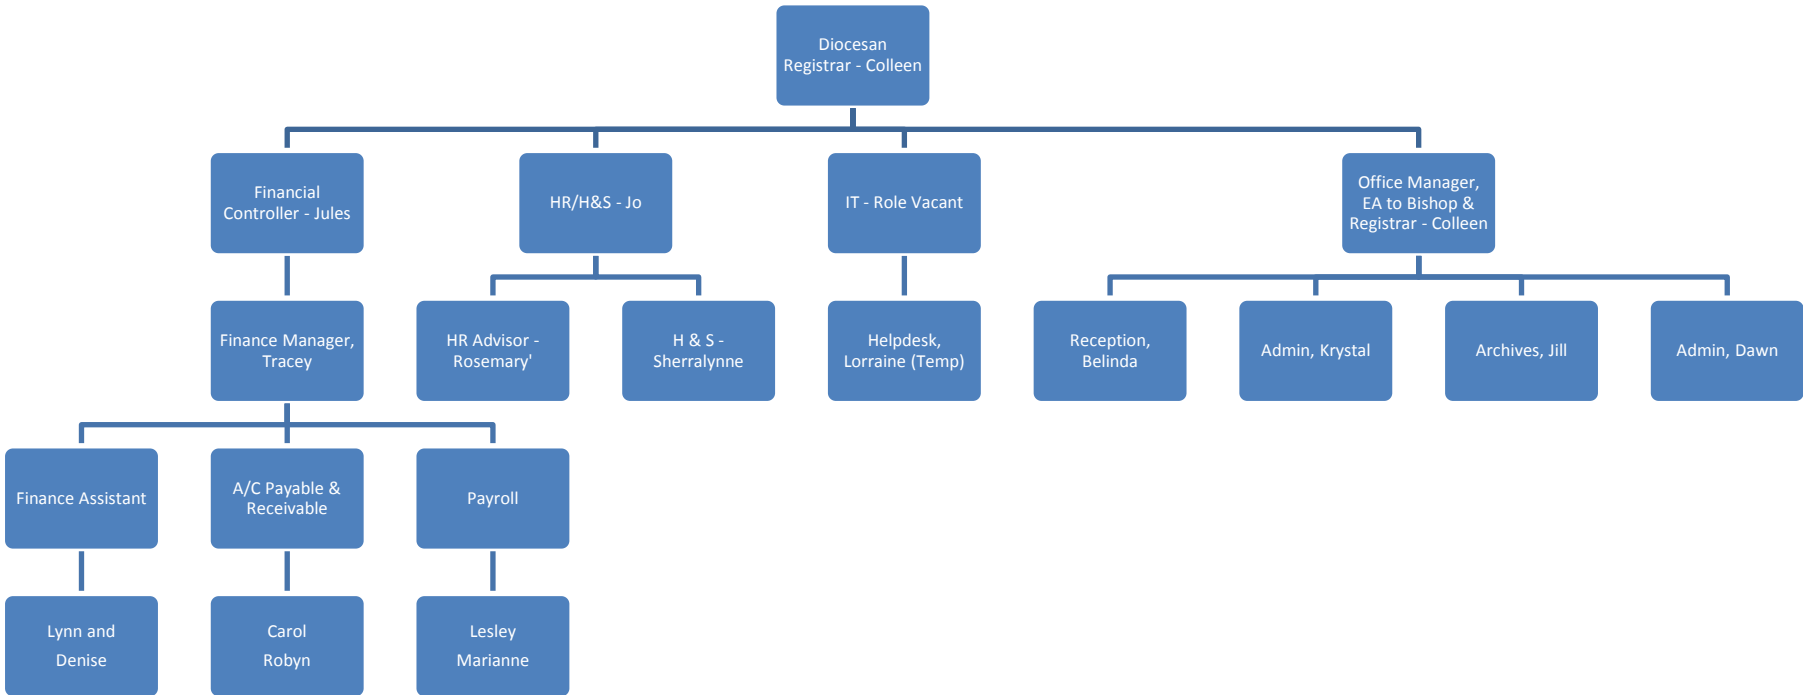 Diocesan
Registrar - Colleen
Financial
Controller - Jules
HR/H&S - Jo
IT - Role Vacant
Office Manager,
EA to Bishop &
Registrar - Colleen
Finance Manager,
Tracey
HR Advisor -
Rosemary'
H & S -
Sherralynne
Helpdesk,
Lorraine (Temp)
Reception,
Belinda
Admin, Krystal
Archives, Jill
Admin, Dawn
Finance Assistant
A/C Payable &
Receivable
Payroll
Lynn and
Denise
Carol
Robyn
Lesley
Marianne